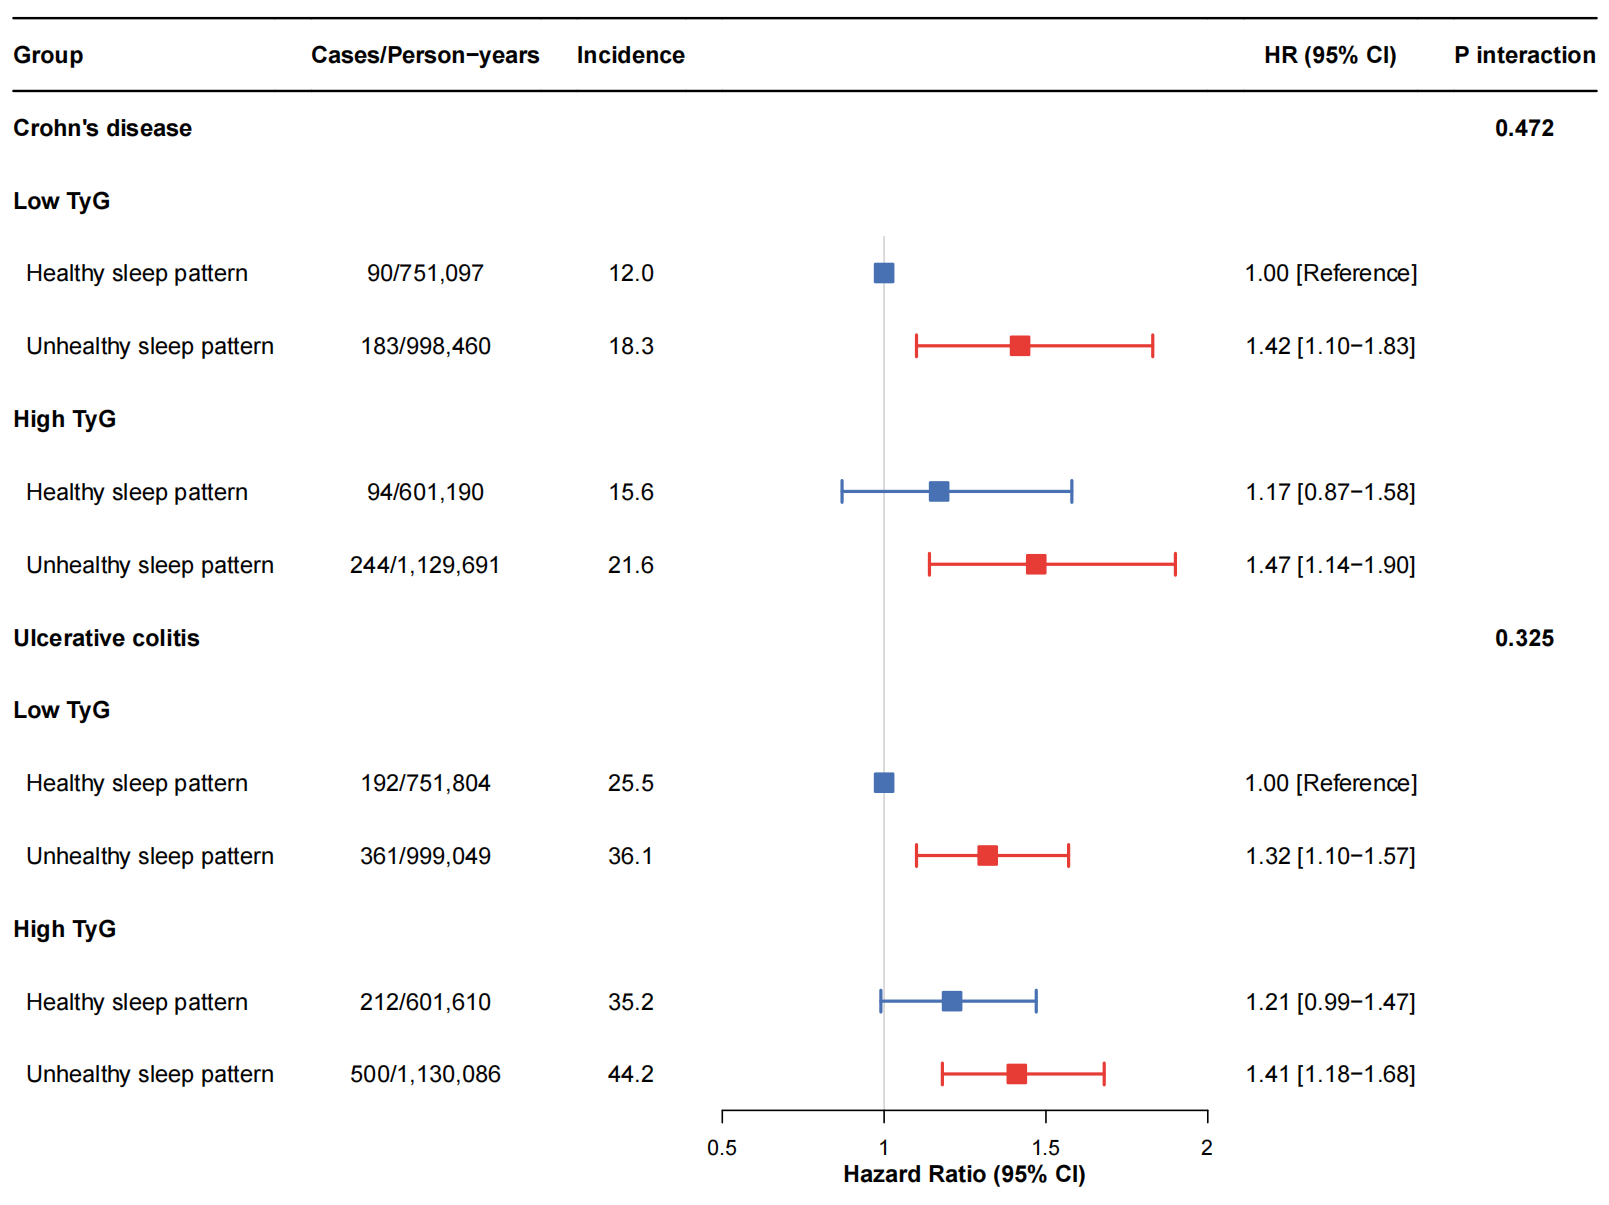 Group Cases/Person−years Incidence HR (95% CI) P interaction
Crohn's disease 0.472
Low TyG
Healthy sleep pattern 90/751,097 12.0 1.00 [Reference]
Unhealthy sleep pattern 183/998,460 18.3 1.42 [1.10−1.83]
High TyG
Healthy sleep pattern 94/601,190 15.6 1.17 [0.87−1.58]
Unhealthy sleep pattern 244/1,129,691 21.6 1.47 [1.14−1.90]
Ulcerative colitis 0.325
Low TyG
Healthy sleep pattern 192/751,804 25.5 1.00 [Reference]
Unhealthy sleep pattern 361/999,049 36.1 1.32 [1.10−1.57]
High TyG
Healthy sleep pattern 212/601,610 35.2 1.21 [0.99−1.47]
Unhealthy sleep pattern 500/1,130,086 44.2 1.41 [1.18−1.68]
0.5 1 1.5 2
Hazard Ratio (95% CI)